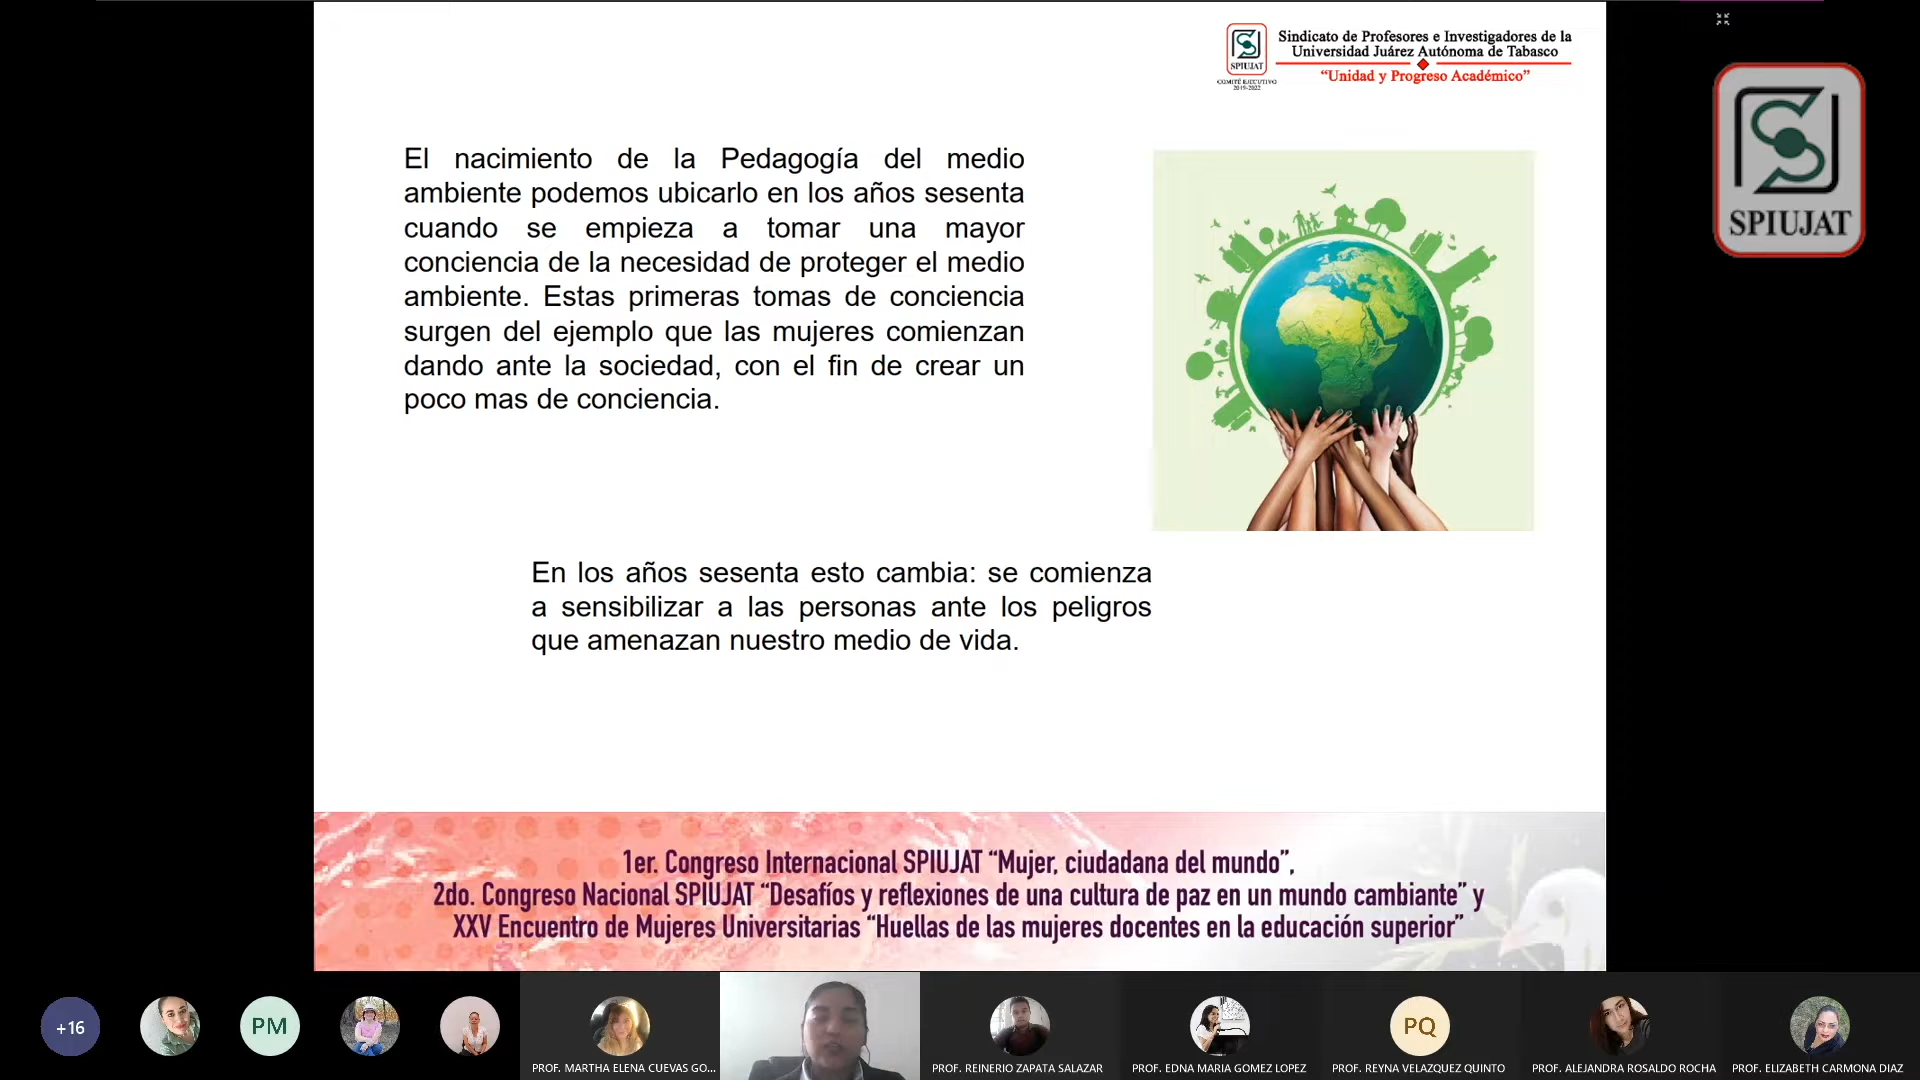 SPIUJAT
COMITÉ EJECUTIVO
2019-2022
Sindicato de Profesores e Investigadores de la
Universidad Juárez Autónoma de Tabasco
“Unidad y Progreso Académico”
SPIUJAT
El nacimiento de la Pedagogía del medio
ambiente podemos ubicarlo en los años sesenta
cuando se empieza a tomar una mayor
conciencia de la necesidad de proteger el medio
ambiente. Estas primeras tomas de conciencia
surgen del ejemplo que las mujeres comienzan
dando ante la sociedad, con el fin de crear un
poco mas de conciencia.
En los años sesenta esto cambia: se comienza
a sensibilizar a las personas ante los peligros
que amenazan nuestro medio de vida.
1er. Congreso Internacional SPIUJAT “Mujer, ciudadana del mundo”,
2do. Congreso Nacional SPIUJAT “Desafíos y reflexiones de una cultura de paz en un mundo cambiante” y
XXV Encuentro de Mujeres Universitarias “Huellas de las mujeres docentes en la educación superior”
+16
PM
PQ
PROF. MARTHA ELENA CUEVAS GO...
PROF. REINERIO ZAPATA SALAZAR
PROF. EDNA MARIA GOMEZ LOPEZ
PROF. REYNA VELAZQUEZ QUINTO
PROF. ALEJANDRA ROSALDO ROCHA
PROF. ELIZABETH CARMONA DIAZ